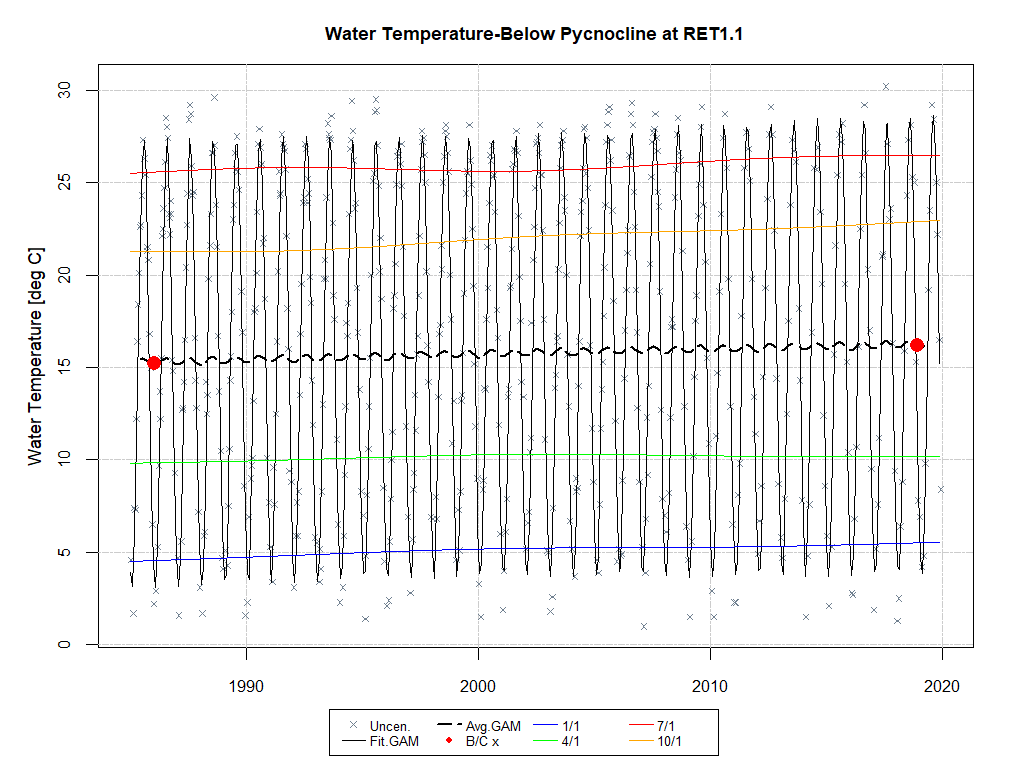 Water Temperature-Below Pycnocline at RET1.1
Water Temperature [deg C]
30
25
20
15
10
5
0
1990 2000 2010 2020
Uncen. Avg.GAM 1/1 7/1
Fit.GAM B/C x 4/1 10/1